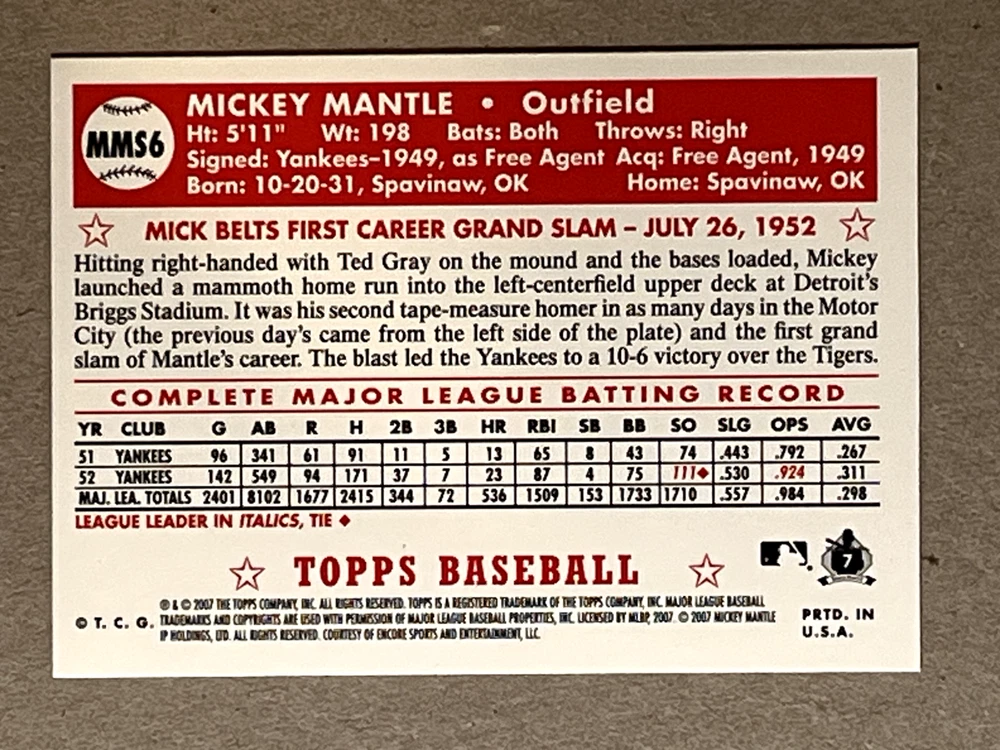 MMS6
MICKEY MANTLE • Outfield
Ht: 5'11" Wt: 198 Bats: Both Throws: Right
Signed: Yankees–1949, as Free Agent Acq: Free Agent, 1949
Born: 10-20-31, Spavinaw, OK Home: Spavinaw, OK
☆ MICK BELTS FIRST CAREER GRAND SLAM – JULY 26, 1952 ☆
Hitting right-handed with Ted Gray on the mound and the bases loaded, Mickey
launched a mammoth home run into the left-centerfield upper deck at Detroit's
Briggs Stadium. It was his second tape-measure homer in as many days in the Motor
City (the previous day's came from the left side of the plate) and the first grand
slam of Mantle's career. The blast led the Yankees to a 10-6 victory over the Tigers.
COMPLETE MAJOR LEAGUE BATTING RECORD
YR CLUB G AB R H 2B 3B HR RBI SB BB SO SLG OPS AVG
51 YANKEES 96 341 61 91 11 5 13 65 8 43 74 .443 .792 .267
52 YANKEES 142 549 94 171 37 7 23 87 4 75 111◆ .530 .924 .311
MAJ. LEA. TOTALS 2401 8102 1677 2415 344 72 536 1509 153 1733 1710 .557 .984 .298
LEAGUE LEADER IN ITALICS, TIE ◆
☆ TOPPS BASEBALL ☆
7
® & © 2007 THE TOPPS COMPANY, INC. ALL RIGHTS RESERVED. TOPPS IS A REGISTERED TRADEMARK OF THE TOPPS COMPANY, INC. MAJOR LEAGUE BASEBALL
© T. C. G. TRADEMARKS AND COPYRIGHTS ARE USED WITH PERMISSION OF MAJOR LEAGUE BASEBALL PROPERTIES, INC. LICENSED BY MLBP, 2007. © 2007 MICKEY MANTLE
IP HOLDINGS, LTD. ALL RIGHTS RESERVED. COURTESY OF ENCORE SPORTS AND ENTERTAINMENT, LLC.
PRTD. IN
U.S.A.